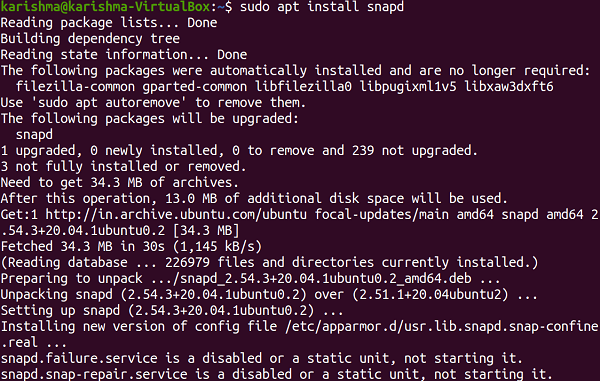 karishma@karishma-VirtualBox:~$ sudo apt install snapd
Reading package lists... Done
Building dependency tree
Reading state information... Done
The following packages were automatically installed and are no longer required:
  filezilla-common gparted-common libfilezilla0 libpugixml1v5 libxaw3dxft6
Use 'sudo apt autoremove' to remove them.
The following packages will be upgraded:
  snapd
1 upgraded, 0 newly installed, 0 to remove and 239 not upgraded.
3 not fully installed or removed.
Need to get 34.3 MB of archives.
After this operation, 13.0 MB of additional disk space will be used.
Get:1 http://in.archive.ubuntu.com/ubuntu focal-updates/main amd64 snapd amd64 2
.54.3+20.04.1ubuntu0.2 [34.3 MB]
Fetched 34.3 MB in 30s (1,145 kB/s)
(Reading database ... 226979 files and directories currently installed.)
Preparing to unpack .../snapd_2.54.3+20.04.1ubuntu0.2_amd64.deb ...
Unpacking snapd (2.54.3+20.04.1ubuntu0.2) over (2.51.1+20.04ubuntu2) ...
Setting up snapd (2.54.3+20.04.1ubuntu0.2) ...
Installing new version of config file /etc/apparmor.d/usr.lib.snapd.snap-confine
.real ...
snapd.failure.service is a disabled or a static unit, not starting it.
snapd.snap-repair.service is a disabled or a static unit, not starting it.